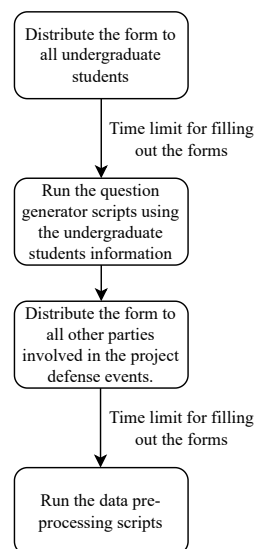 Distribute the form to
all undergraduate
students
Time limit for filling
out the forms
Run the question
generator scripts using
the undergraduate
students information
Distribute the form to
all other parties
involved in the project
defense events.
Time limit for filling
out the forms
Run the data pre-
processing scripts